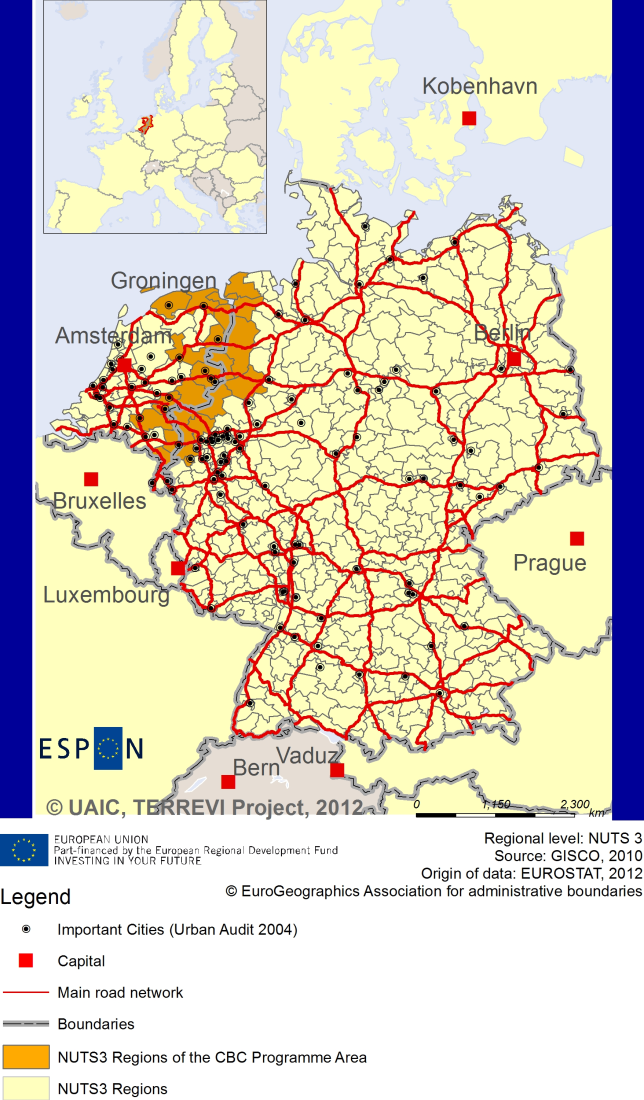 Kobenhavn
Groningen
Amsterdam
Berlin
Bruxelles
Prague
Luxembourg
ESPON
Vaduz
Bern
© UAIC, TERREVI Project, 2012
0 1,150 2,300
km
EUROPEAN UNION
Part-financed by the European Regional Development Fund
INVESTING IN YOUR FUTURE
Regional level: NUTS 3
Source: GISCO, 2010
Origin of data: EUROSTAT, 2012
© EuroGeographics Association for administrative boundaries
Legend
Important Cities (Urban Audit 2004)
Capital
Main road network
Boundaries
NUTS3 Regions of the CBC Programme Area
NUTS3 Regions